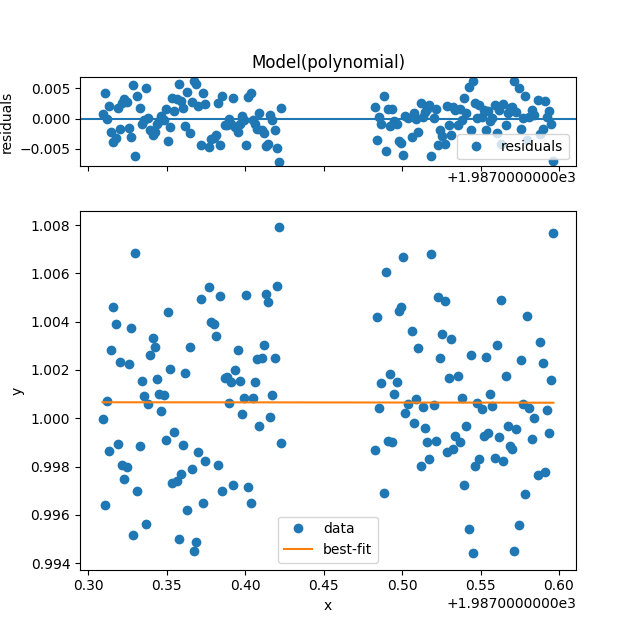 Model(polynomial)
residuals
0.005
0.000
−0.005
residuals
+1.9870000000e3
y
1.008
1.006
1.004
1.002
1.000
0.998
0.996
0.994
data
best-fit
0.30 0.35 0.40 0.45 0.50 0.55 0.60
x
+1.9870000000e3